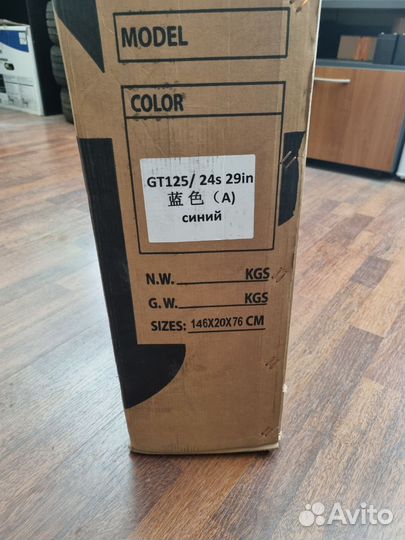 MODEL
COLOR
GT125/ 24s 29in
蓝 色 (A)
синий
N.W. KGS
G.W. KGS
SIZES: 146X20X76 CM
Avito